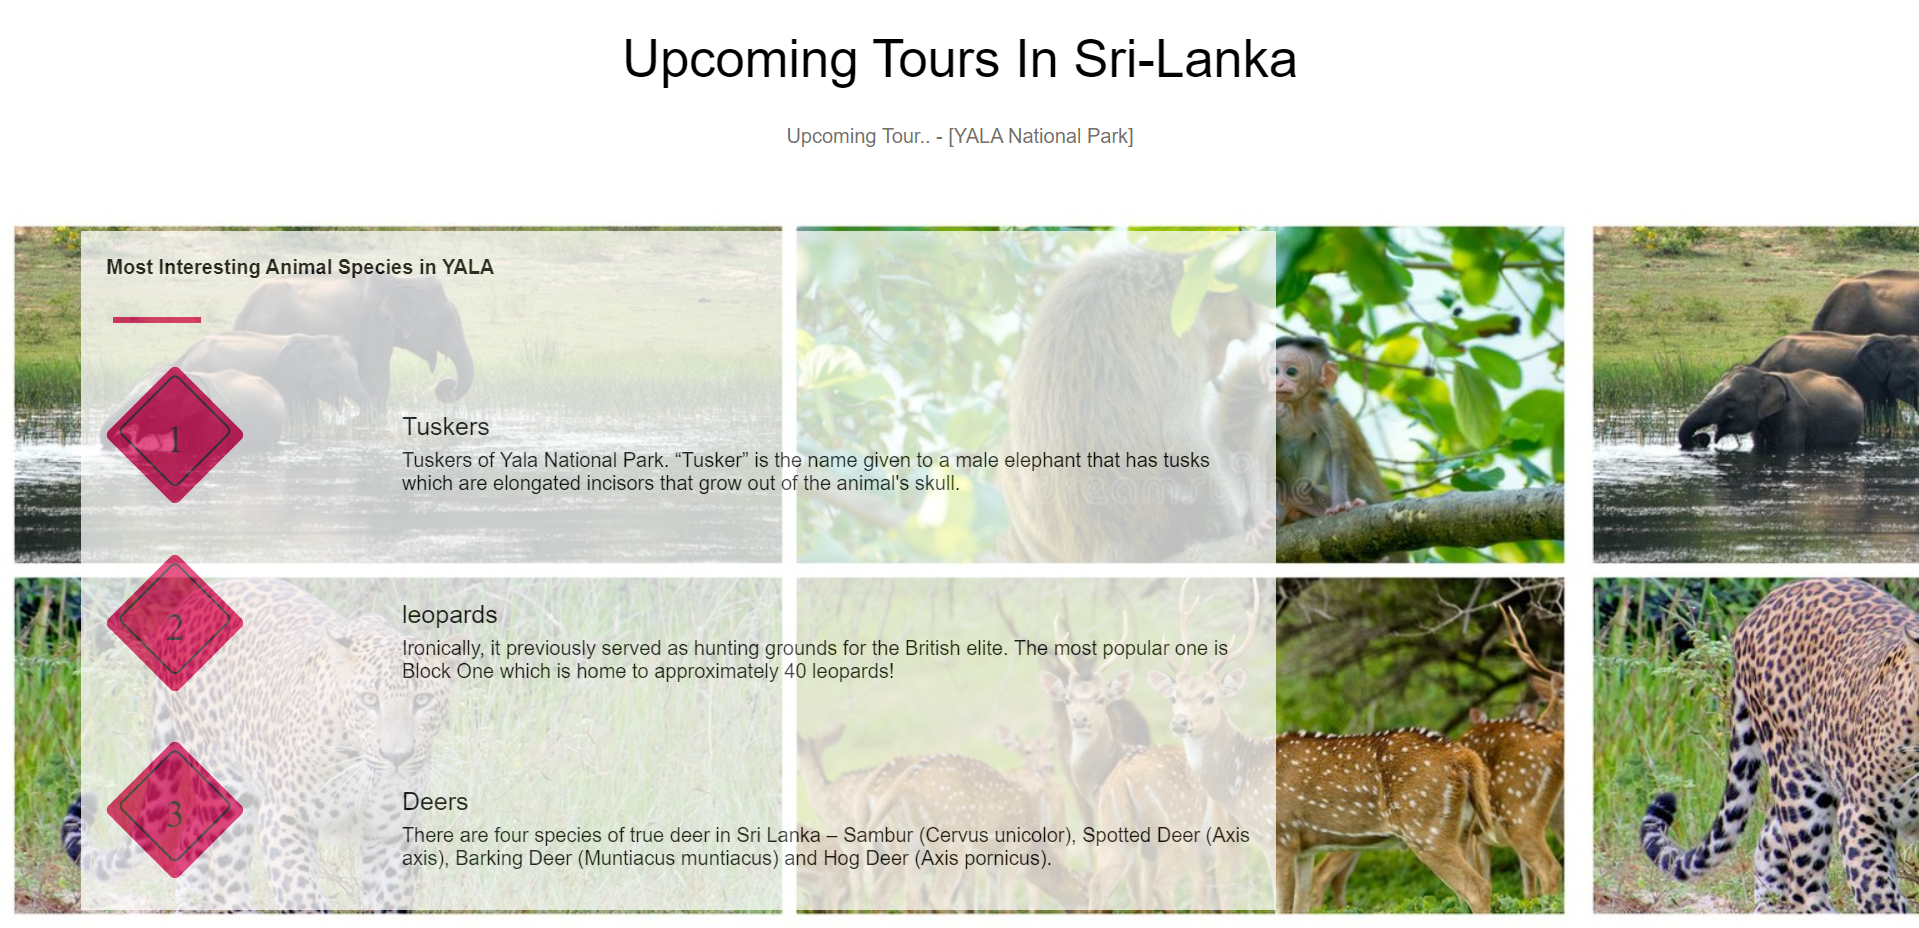 Upcoming Tours In Sri-Lanka
Upcoming Tour.. - [YALA National Park]
Most Interesting Animal Species in YALA
1
Tuskers
Tuskers of Yala National Park. “Tusker” is the name given to a male elephant that has tusks
which are elongated incisors that grow out of the animal's skull.
2
leopards
Ironically, it previously served as hunting grounds for the British elite. The most popular one is
Block One which is home to approximately 40 leopards!
3
Deers
There are four species of true deer in Sri Lanka – Sambur (Cervus unicolor), Spotted Deer (Axis
axis), Barking Deer (Muntiacus muntiacus) and Hog Deer (Axis pornicus).